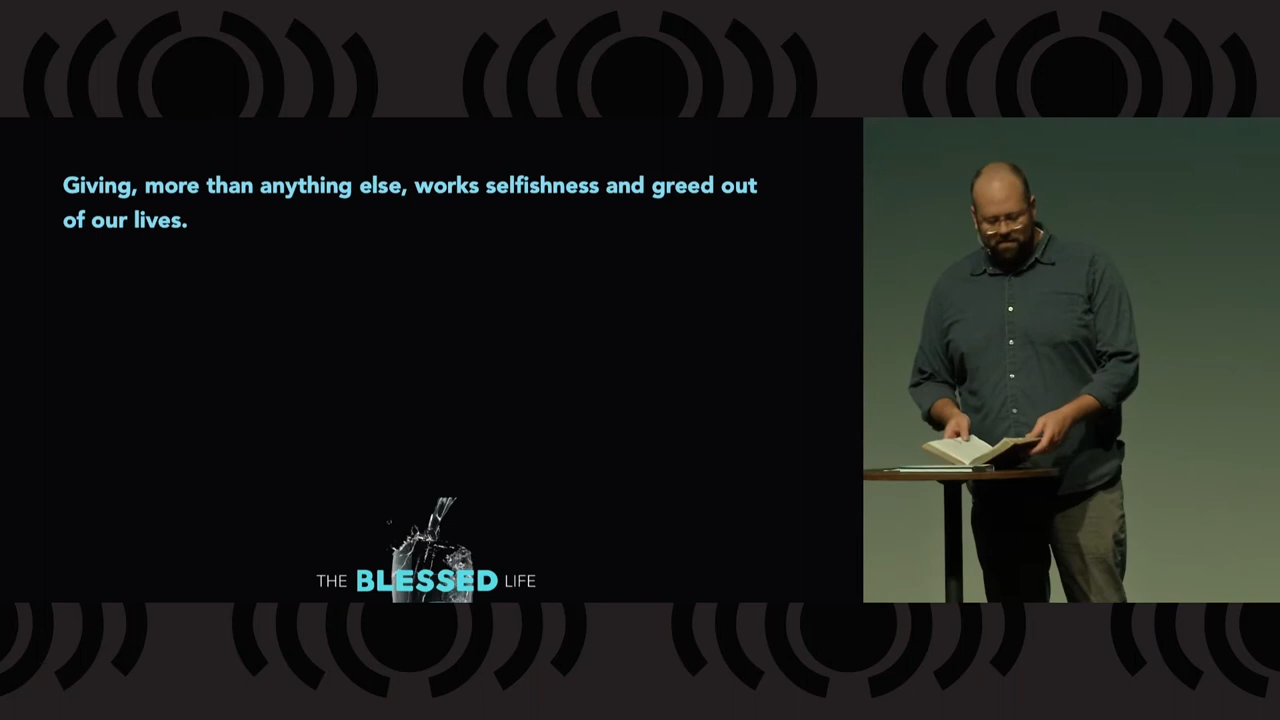 Giving, more than anything else, works selfishness and greed out
of our lives.
THE BLESSED LIFE